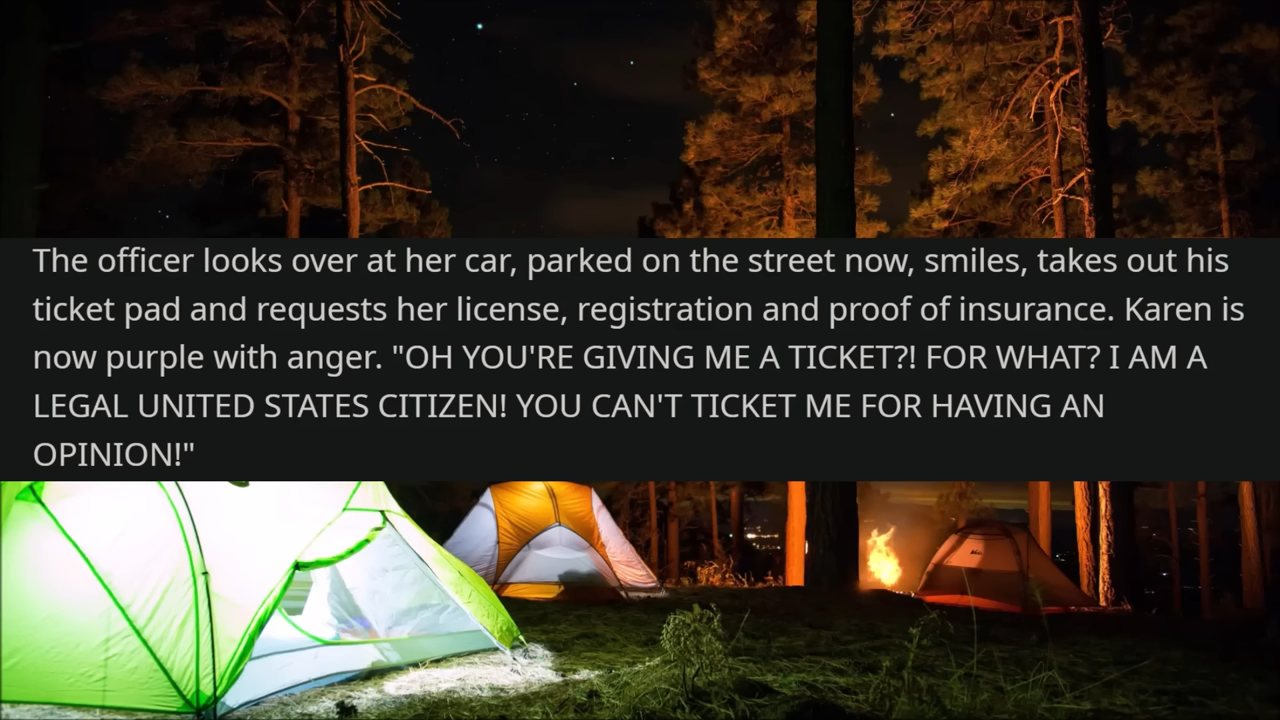 The officer looks over at her car, parked on the street now, smiles, takes out his
ticket pad and requests her license, registration and proof of insurance. Karen is
now purple with anger. "OH YOU'RE GIVING ME A TICKET?! FOR WHAT? I AM A
LEGAL UNITED STATES CITIZEN! YOU CAN'T TICKET ME FOR HAVING AN
OPINION!"